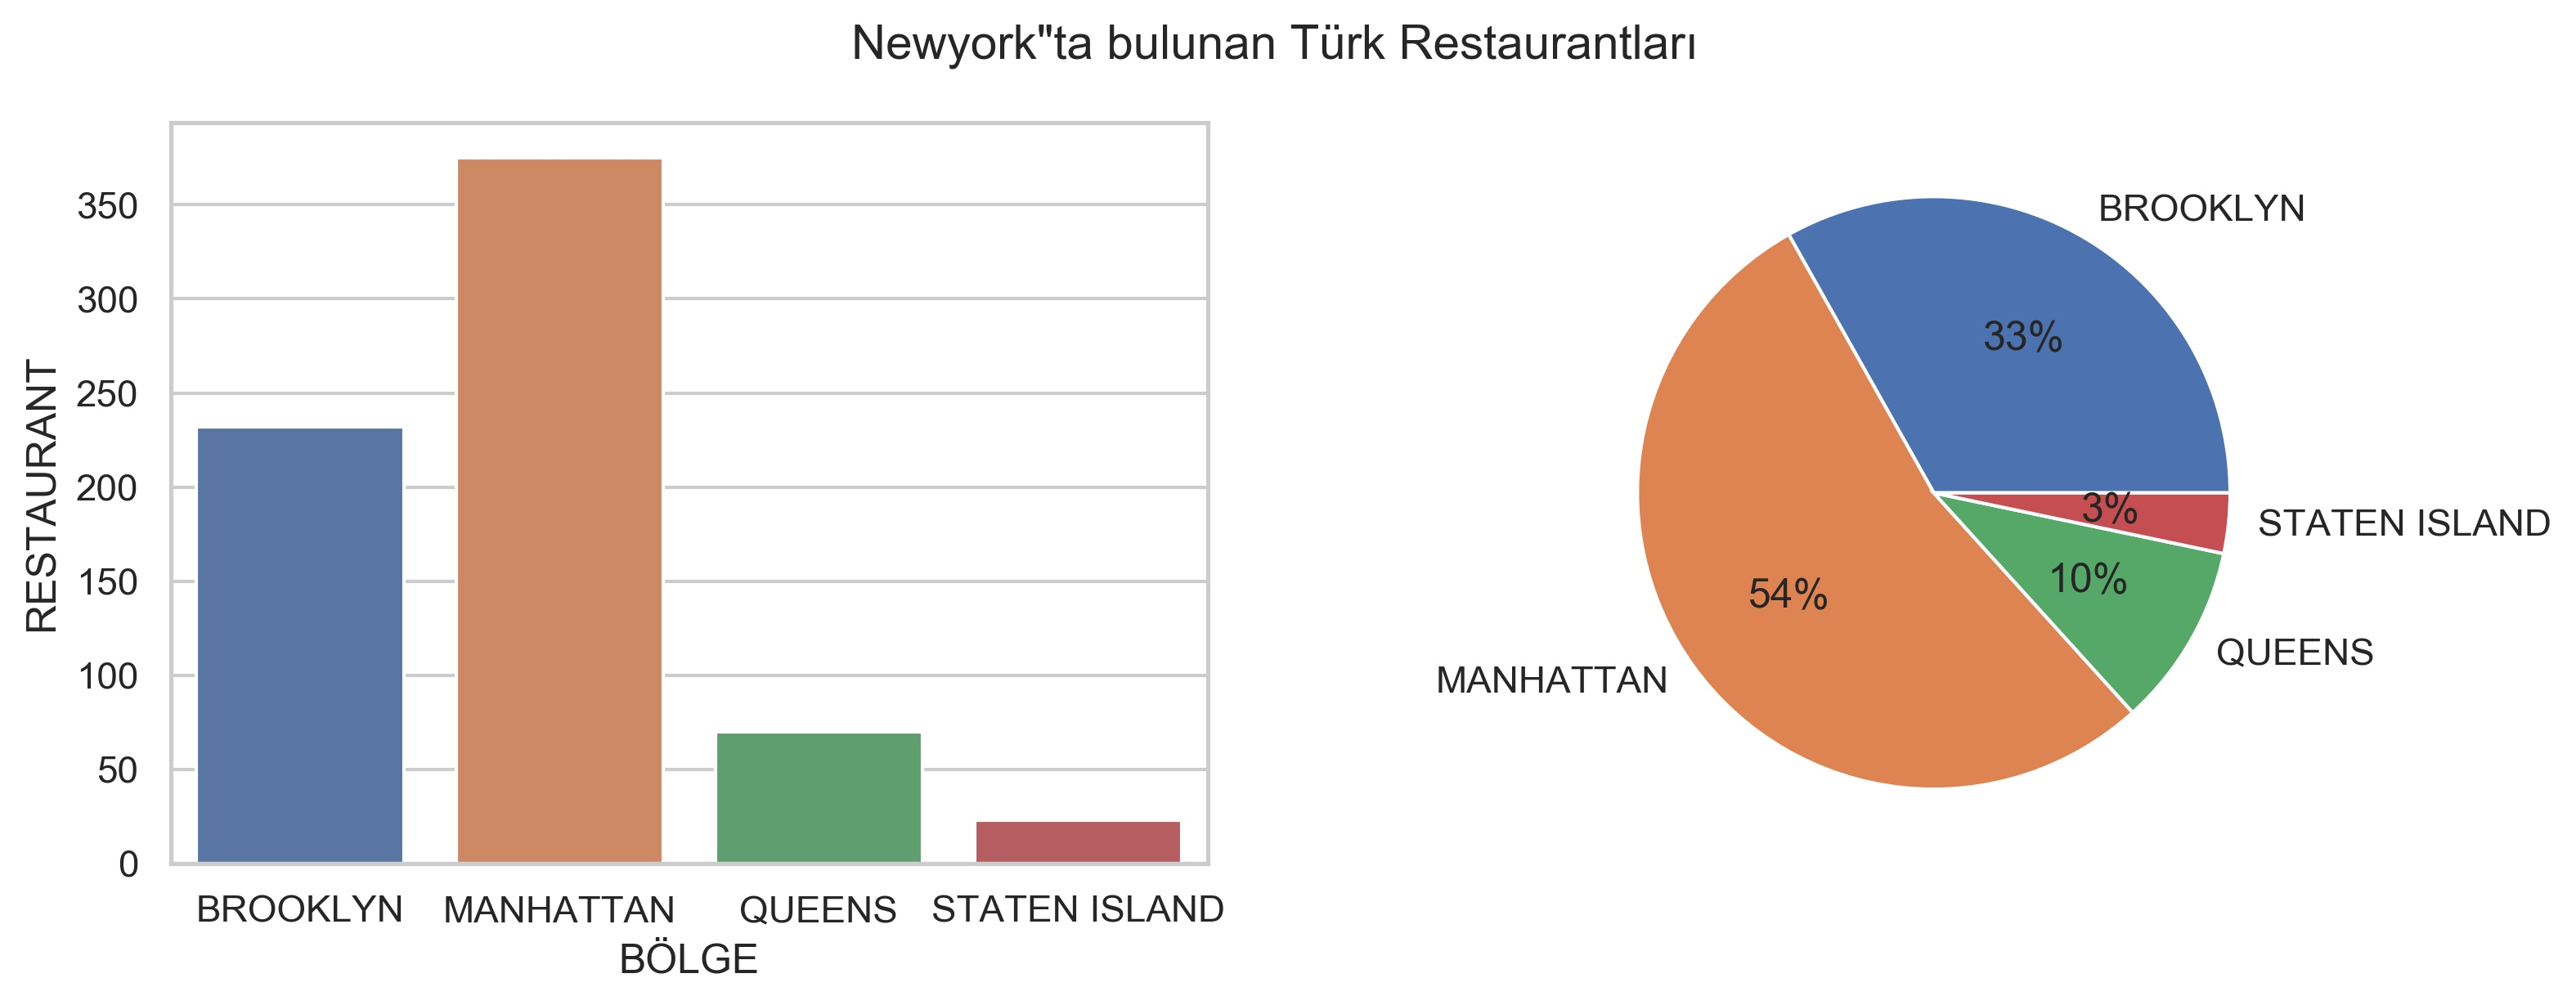 Newyork"ta bulunan Türk Restaurantları
RESTAURANT
350
300
250
200
150
100
50
0
BROOKLYN
MANHATTAN
QUEENS
STATEN ISLAND
BÖLGE
BROOKLYN
33%
MANHATTAN
54%
QUEENS
10%
STATEN ISLAND
3%